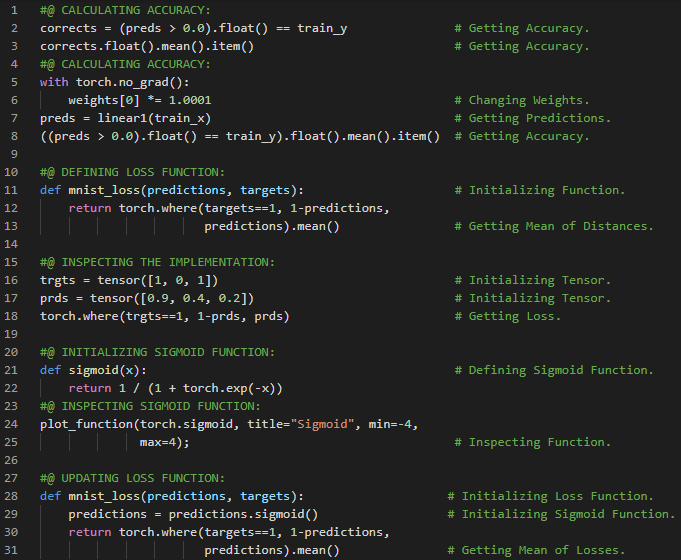 1 #@ CALCULATING ACCURACY:
2 corrects = (preds > 0.0).float() == train_y # Getting Accuracy.
3 corrects.float().mean().item() # Getting Accuracy.
4 #@ CALCULATING ACCURACY:
5 with torch.no_grad():
6 weights[0] *= 1.0001 # Changing Weights.
7 preds = linear1(train_x) # Getting Predictions.
8 ((preds > 0.0).float() == train_y).float().mean().item() # Getting Accuracy.
9
10 #@ DEFINING LOSS FUNCTION:
11 def mnist_loss(predictions, targets): # Initializing Function.
12 return torch.where(targets==1, 1-predictions,
13 predictions).mean() # Getting Mean of Distances.
14
15 #@ INSPECTING THE IMPLEMENTATION:
16 trgts = tensor([1, 0, 1]) # Initializing Tensor.
17 prds = tensor([0.9, 0.4, 0.2]) # Initializing Tensor.
18 torch.where(trgts==1, 1-prds, prds) # Getting Loss.
19
20 #@ INITIALIZING SIGMOID FUNCTION:
21 def sigmoid(x): # Defining Sigmoid Function.
22 return 1 / (1 + torch.exp(-x))
23 #@ INSPECTING SIGMOID FUNCTION:
24 plot_function(torch.sigmoid, title="Sigmoid", min=-4,
25 max=4); # Inspecting Function.
26
27 #@ UPDATING LOSS FUNCTION:
28 def mnist_loss(predictions, targets): # Initializing Loss Function.
29 predictions = predictions.sigmoid() # Initializing Sigmoid Function.
30 return torch.where(targets==1, 1-predictions,
31 predictions).mean() # Getting Mean of Losses.